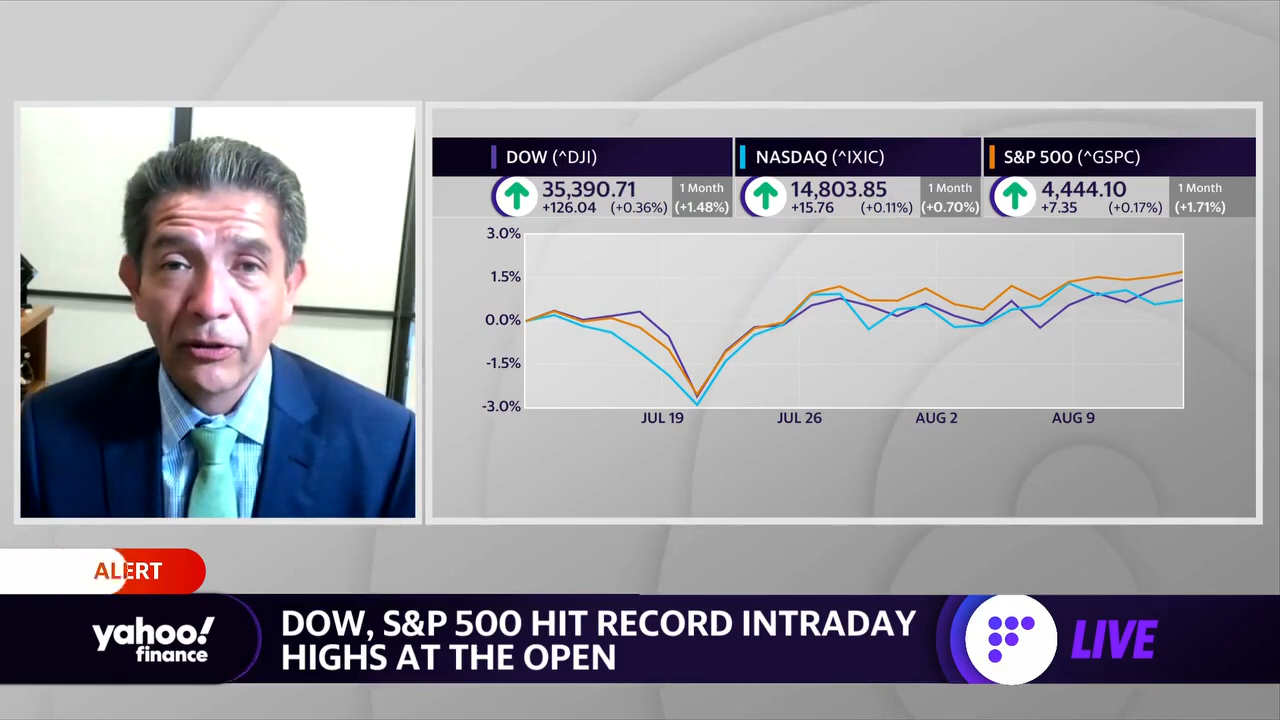 DOW (^DJI)
35,390.71
+126.04 (+0.36%)
1 Month
(+1.48%)
NASDAQ (^IXIC)
14,803.85
+15.76 (+0.11%)
1 Month
(+0.70%)
S&P 500 (^GSPC)
4,444.10
+7.35 (+0.17%)
1 Month
(+1.71%)
3.0%
1.5%
0.0%
-1.5%
-3.0%
JUL 19 JUL 26 AUG 2 AUG 9
ALERT
yahoo!
finance
DOW, S&P 500 HIT RECORD INTRADAY
HIGHS AT THE OPEN
LIVE